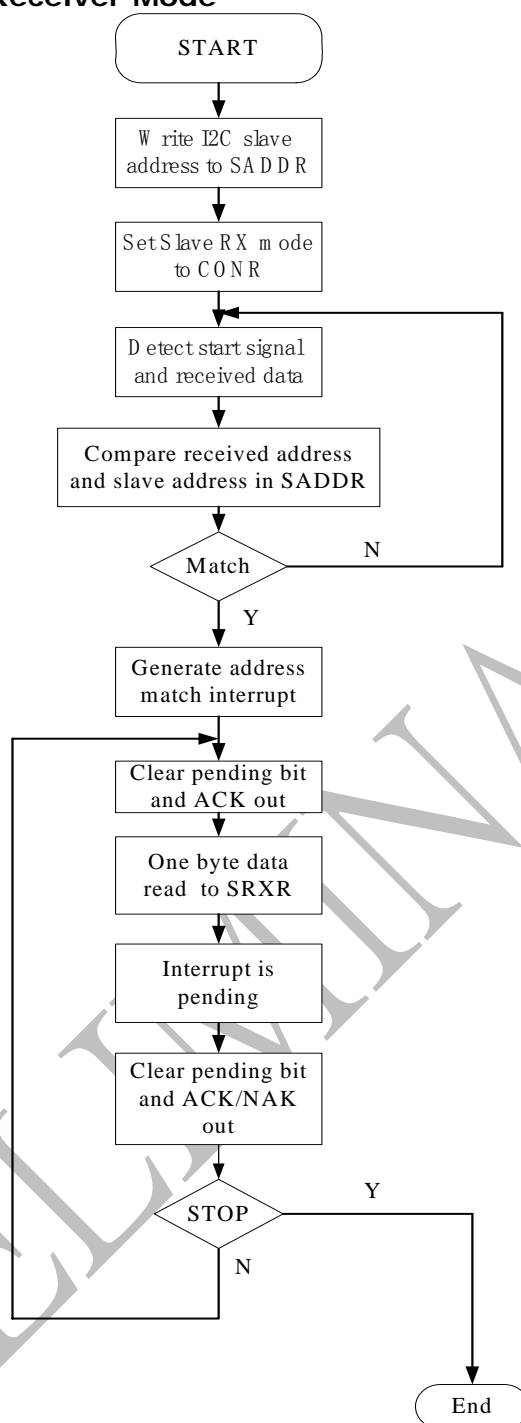 Receiver Mode
START
Write I2C slave
address to SADDR
Set Slave RX mode
to CONR
Detect start signal
and received data
Compare received address
and slave address in SADDR
Match
N
Y
Generate address
match interrupt
Clear pending bit
and ACK out
One byte data
read to SRXR
Interrupt is
pending
Clear pending bit
and ACK/NAK
out
STOP
Y
N
End